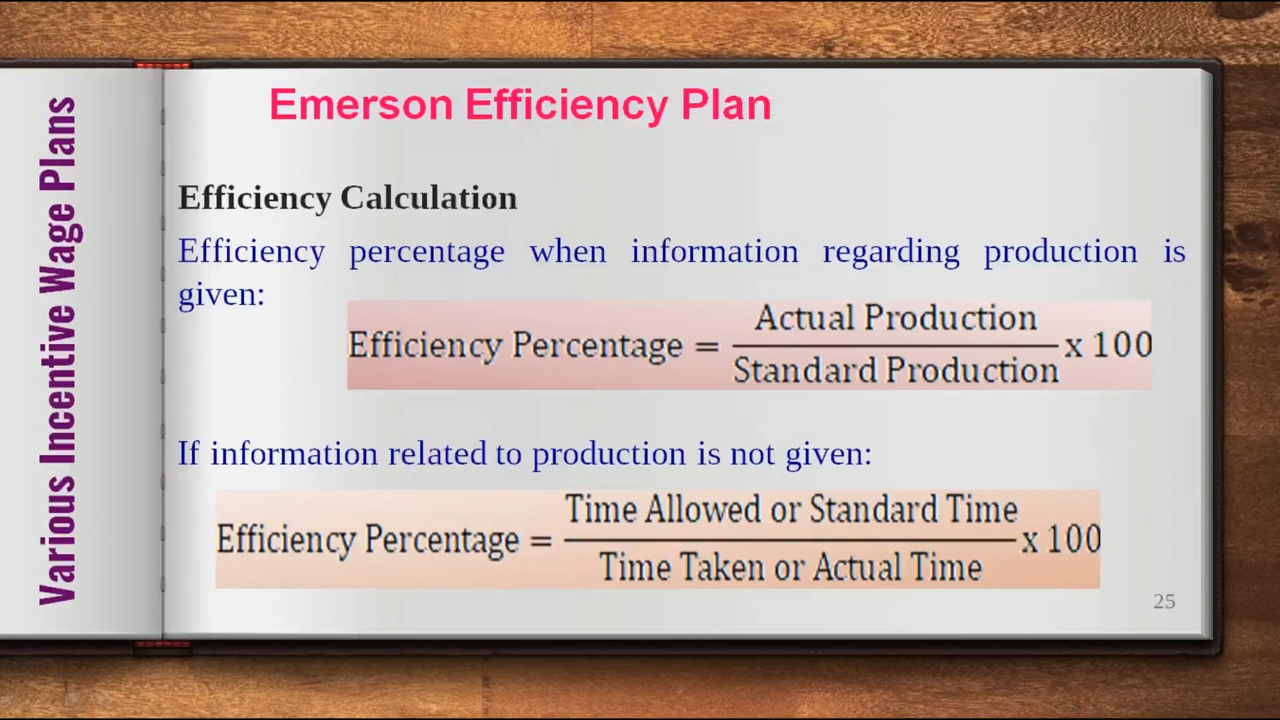 Various Incentive Wage Plans
Emerson Efficiency Plan
Efficiency Calculation
Efficiency percentage when information regarding production is
given:
Efficiency Percentage = Actual Production / Standard Production x 100
If information related to production is not given:
Efficiency Percentage = Time Allowed or Standard Time / Time Taken or Actual Time x 100
25